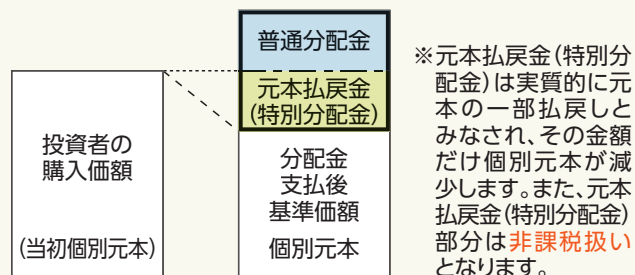 普通分配金
元本払戻金
(特別分配金)
投資者の
購入価額
(当初個別元本)
分配金
支払後
基準価額
個別元本
※元本払戻金(特別分
配金)は実質的に元
本の一部払戻しと
みなされ、その金額
だけ個別元本が減
少します。また、元本
払戻金(特別分配金)
部分は非課税扱い
となります。